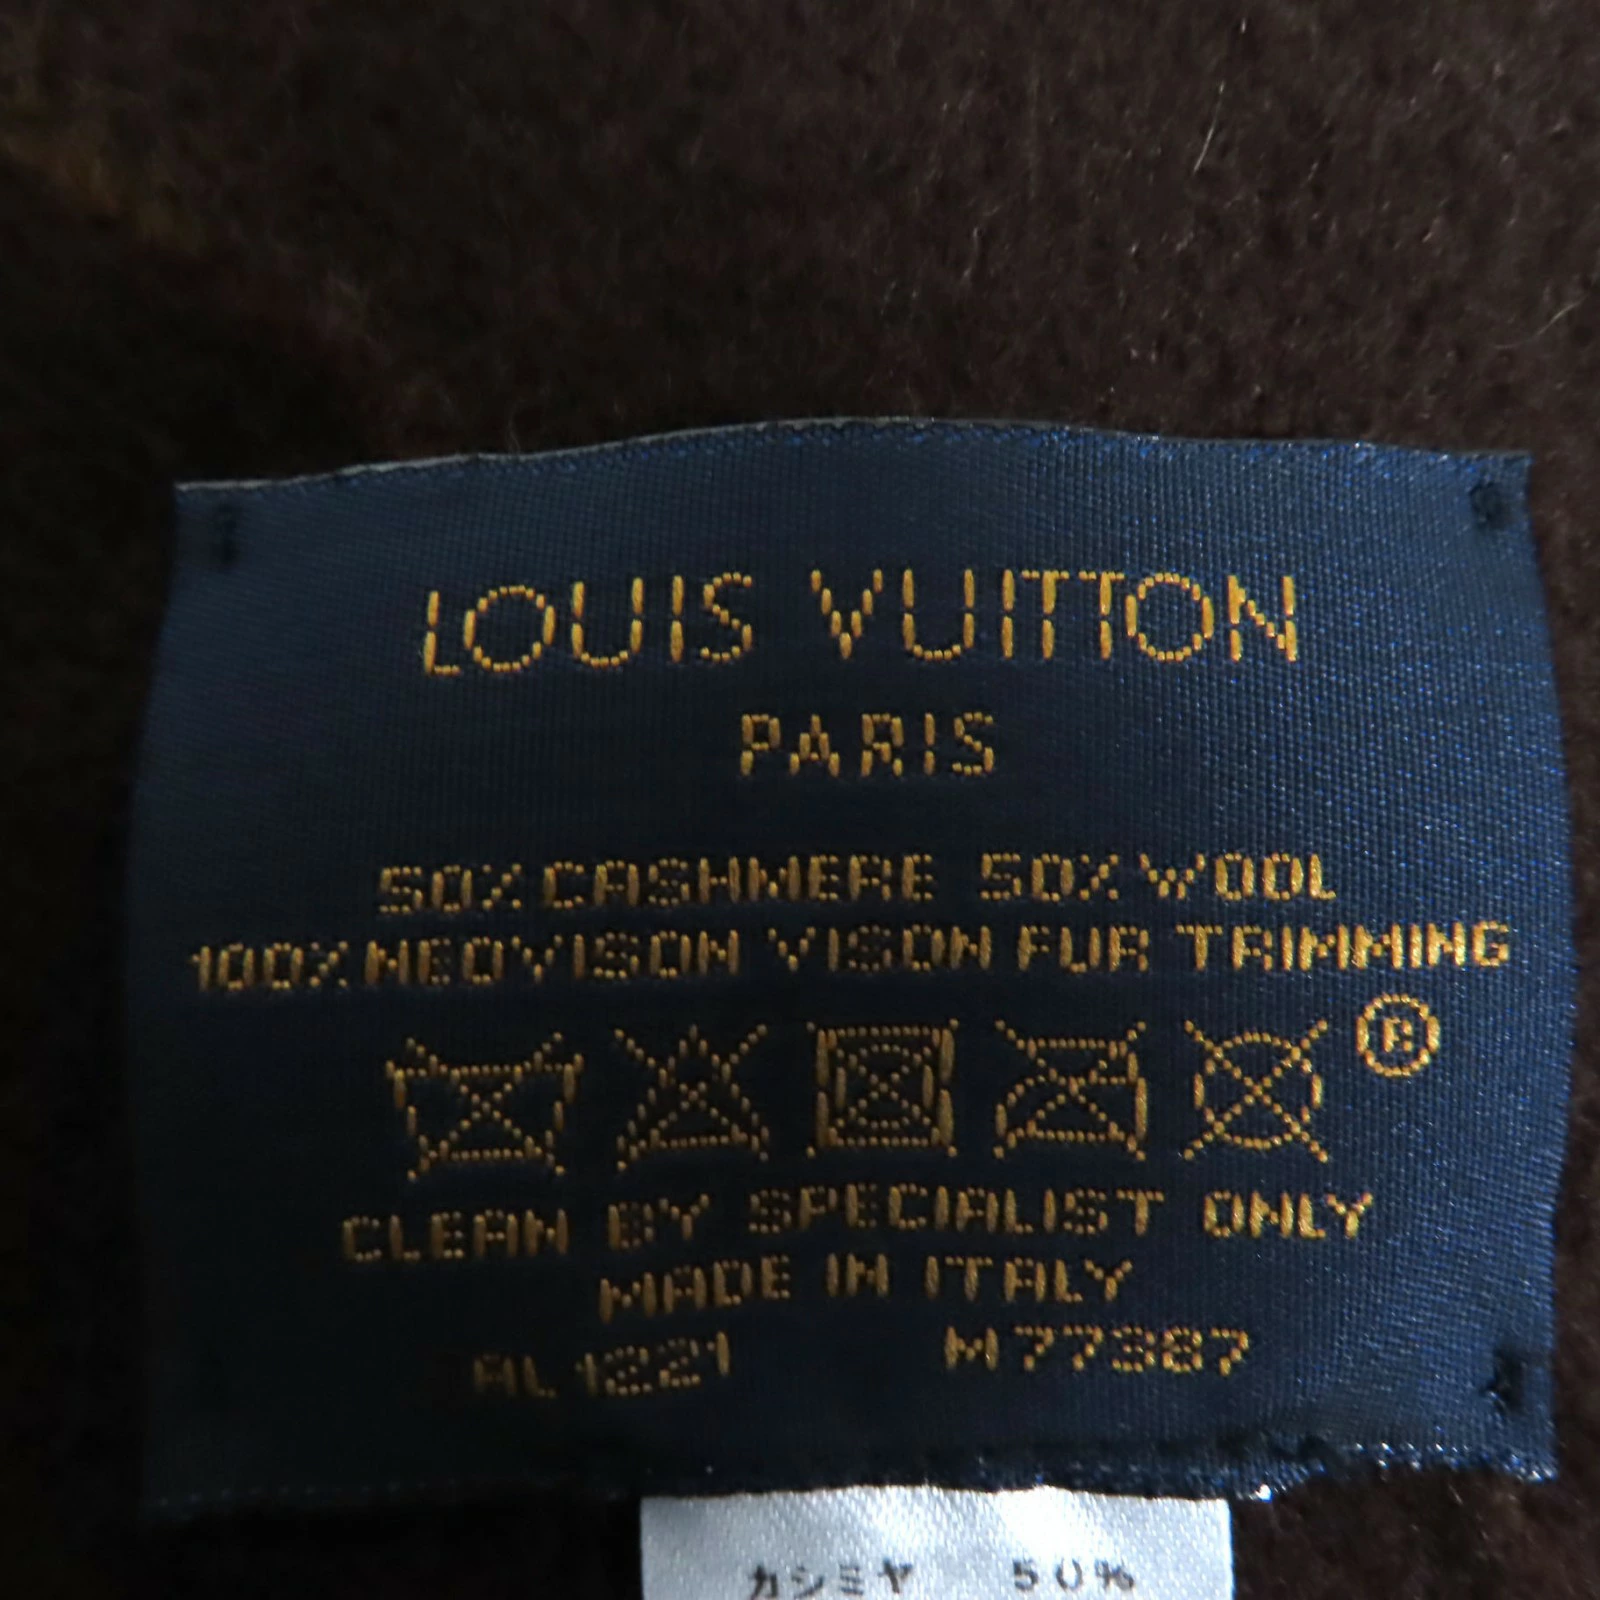 LOUIS VUITTON
PARIS
50% CASHMERE 50% WOOL
100% NEOVISON VISON FUR TRIMMING
®
CLEAN BY SPECIALIST ONLY
MADE IN ITALY
AL1221 M77387
カシミヤ 50%